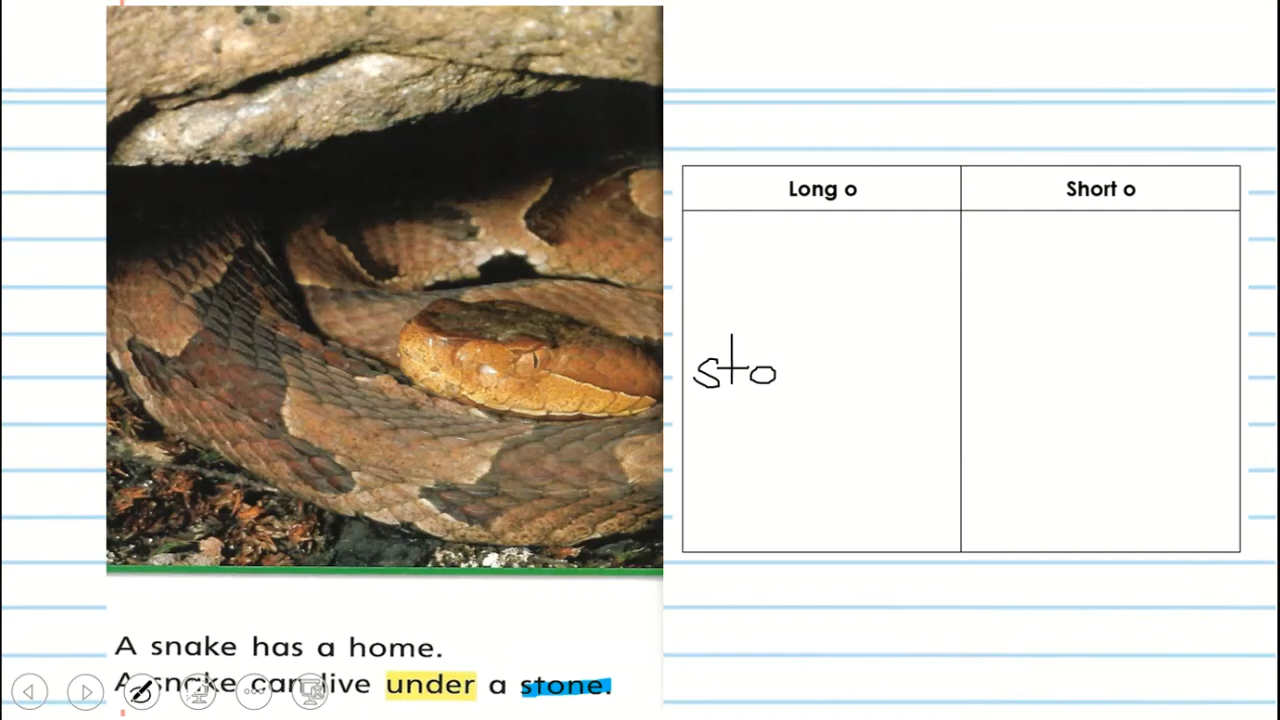 Long o
Short o
sto
A snake has a home.
A snake can live under a stone.